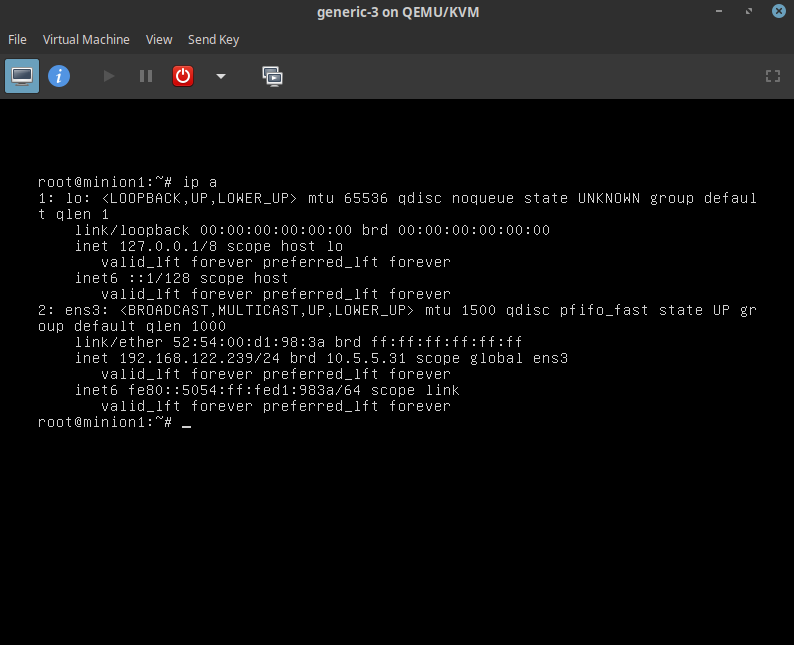 generic-3 on QEMU/KVM
File Virtual Machine View Send Key
root@minion1:~# ip a
1: lo: <LOOPBACK,UP,LOWER_UP> mtu 65536 qdisc noqueue state UNKNOWN group defaul
t qlen 1
    link/loopback 00:00:00:00:00:00 brd 00:00:00:00:00:00
    inet 127.0.0.1/8 scope host lo
       valid_lft forever preferred_lft forever
    inet6 ::1/128 scope host
       valid_lft forever preferred_lft forever
2: ens3: <BROADCAST,MULTICAST,UP,LOWER_UP> mtu 1500 qdisc pfifo_fast state UP gr
oup default qlen 1000
    link/ether 52:54:00:d1:98:3a brd ff:ff:ff:ff:ff:ff
    inet 192.168.122.239/24 brd 10.5.5.31 scope global ens3
       valid_lft forever preferred_lft forever
    inet6 fe80::5054:ff:fed1:983a/64 scope link
       valid_lft forever preferred_lft forever
root@minion1:~# _